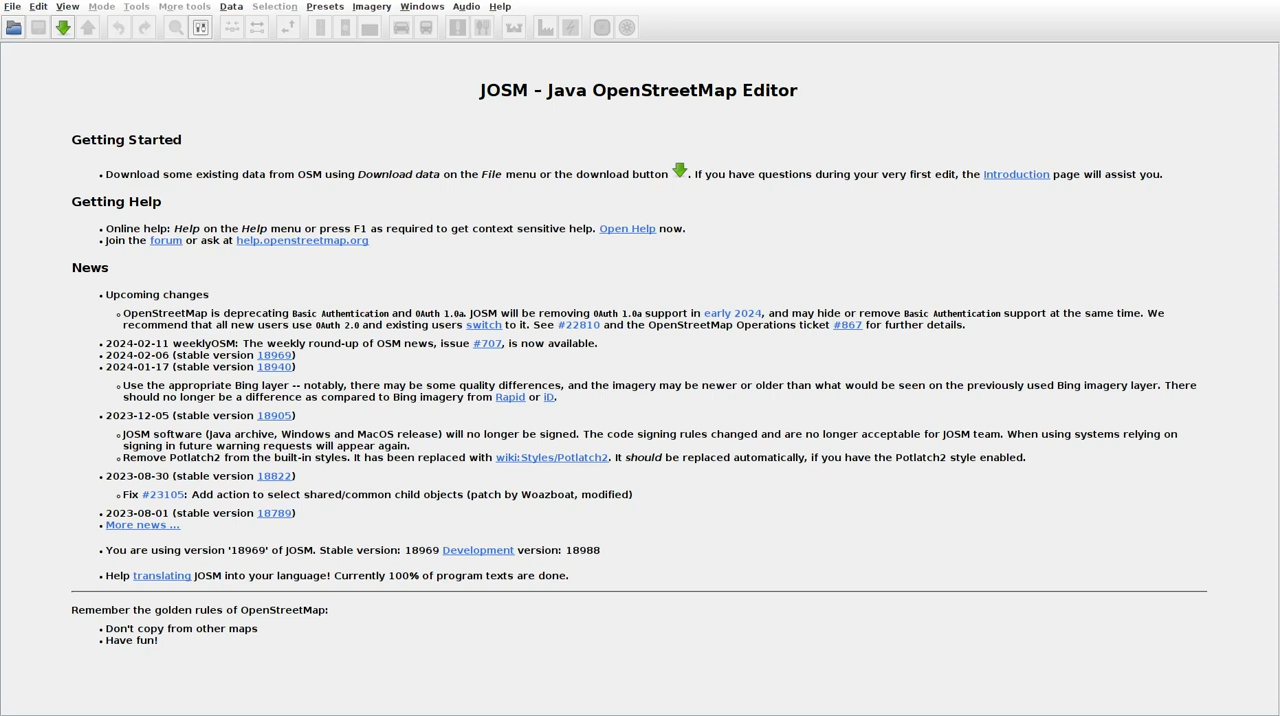 File Edit View Mode Tools More tools Data Selection Presets Imagery Windows Audio Help
JOSM – Java OpenStreetMap Editor
Getting Started
Download some existing data from OSM using Download data on the File menu or the download button . If you have questions during your very first edit, the Introduction page will assist you.
Getting Help
Online help: Help on the Help menu or press F1 as required to get context sensitive help. Open Help now.
Join the forum or ask at help.openstreetmap.org
News
Upcoming changes
OpenStreetMap is deprecating Basic Authentication and OAuth 1.0a. JOSM will be removing OAuth 1.0a support in early 2024, and may hide or remove Basic Authentication support at the same time. We
recommend that all new users use OAuth 2.0 and existing users switch to it. See #22810 and the OpenStreetMap Operations ticket #867 for further details.
2024-02-11 weeklyOSM: The weekly round-up of OSM news, issue #707, is now available.
2024-02-06 (stable version 18969)
2024-01-17 (stable version 18940)
Use the appropriate Bing layer -- notably, there may be some quality differences, and the imagery may be newer or older than what would be seen on the previously used Bing imagery layer. There
should no longer be a difference as compared to Bing imagery from Rapid or iD.
2023-12-05 (stable version 18905)
JOSM software (Java archive, Windows and MacOS release) will no longer be signed. The code signing rules changed and are no longer acceptable for JOSM team. When using systems relying on
signing in future warning requests will appear again.
Remove Potlatch2 from the built-in styles. It has been replaced with wiki:Styles/Potlatch2. It should be replaced automatically, if you have the Potlatch2 style enabled.
2023-08-30 (stable version 18822)
Fix #23105: Add action to select shared/common child objects (patch by Woazboat, modified)
2023-08-01 (stable version 18789)
More news ...
You are using version '18969' of JOSM. Stable version: 18969 Development version: 18988
Help translating JOSM into your language! Currently 100% of program texts are done.
Remember the golden rules of OpenStreetMap:
Don't copy from other maps
Have fun!